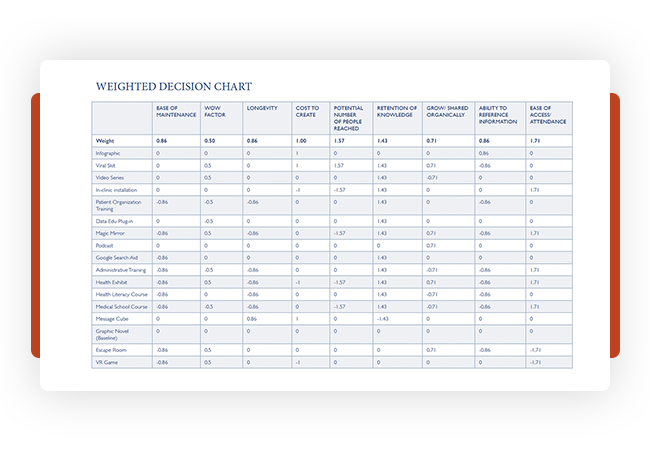 WEIGHTED DECISION CHART
EASE OF MAINTENANCE WOW FACTOR LONGEVITY COST TO CREATE POTENTIAL NUMBER OF PEOPLE REACHED RETENTION OF KNOWLEDGE GROW/ SHARED ORGANICALLY ABILITY TO REFERENCE INFORMATION EASE OF ACCESS/ ATTENDANCE
Weight 0.86 0.50 0.86 1.00 1.57 1.43 0.71 0.86 1.71
Infographic 0 0 0 1 0 0 0 0.86 0
Viral Skit 0 0.5 0 1 1.57 1.43 0.71 -0.86 0
Video Series 0 0.5 0 0 0 1.43 -0.71 0 0
In-clinic installation 0 0 0 -1 -1.57 1.43 0 0 1.71
Patient Organization Training -0.86 -0.5 -0.86 0 0 1.43 0 -0.86 0
Data Edu Plug-in 0 -0.5 0 0 0 1.43 0 0 0
Magic Mirror -0.86 0.5 -0.86 0 -1.57 1.43 0.71 -0.86 1.71
Podcast 0 0 0 0 0 0 0.71 0 0
Google Search Aid -0.86 0 -0.86 0 0 1.43 0 0 0
Administrative Training -0.86 -0.5 -0.86 0 0 1.43 -0.71 -0.86 1.71
Health Exhibit -0.86 0.5 -0.86 -1 -1.57 1.43 0.71 -0.86 1.71
Health Literacy Course -0.86 0 -0.86 0 0 1.43 -0.71 -0.86 0
Medical School Course -0.86 -0.5 -0.86 0 -1.57 1.43 -0.71 -0.86 1.71
Message Cube 0 0 0.86 1 0 -1.43 0 0 0
Graphic Novel (Baseline) 0 0 0 0 0 0 0 0 0
Escape Room -0.86 0.5 0 0 0 0 0.71 -0.86 -1.71
VR Game -0.86 0.5 0 -1 0 0 0 0 -1.71